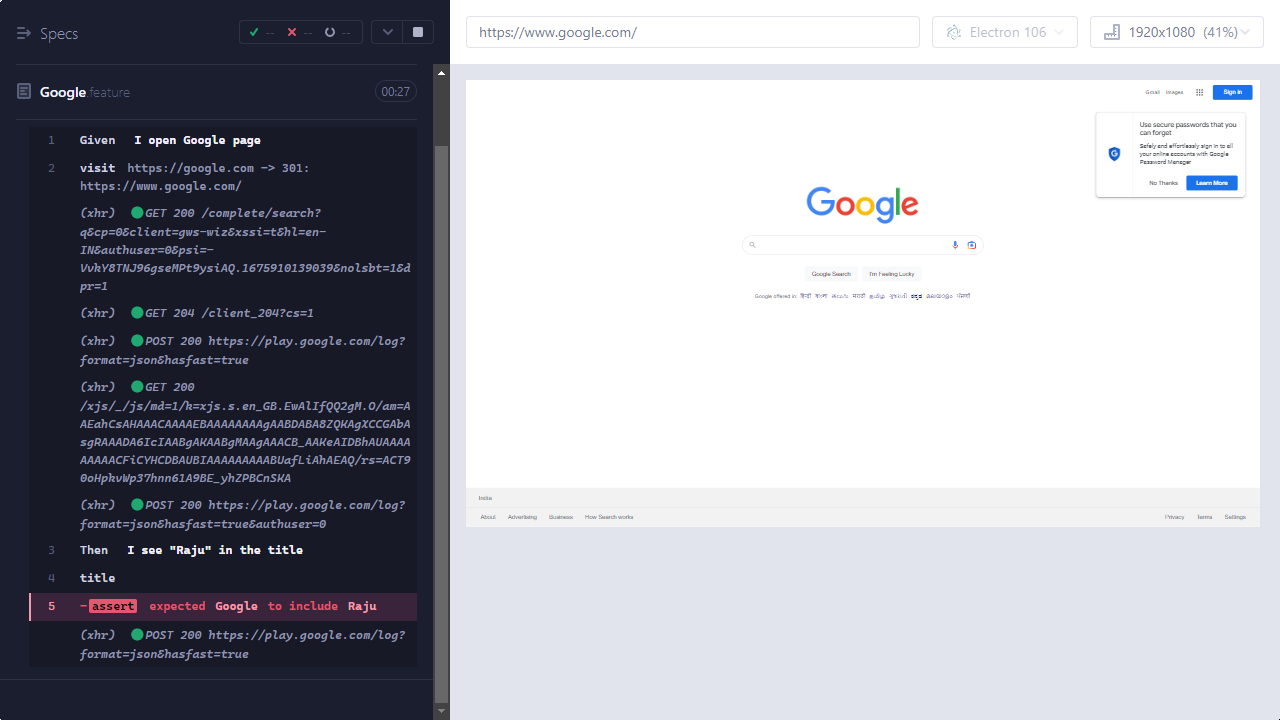 Specs
-- -- --
https://www.google.com/
Electron 106
1920x1080 (41%)
Google.feature
00:27
1 Given I open Google page
2 visit https://google.com -> 301:
https://www.google.com/
(xhr) GET 200 /complete/search?
q&cp=0&client=gws-wiz&xssi=t&hl=en-
IN&authuser=0&psi=-
VvkY8TNJ96gseMPt9ysiAQ.1675910139039&nolsbt=1&d
pr=1
(xhr) GET 204 /client_204?cs=1
(xhr) POST 200 https://play.google.com/log?
format=json&hasfast=true
(xhr) GET 200
/xjs/_/js/md=1/k=xjs.s.en_GB.EwAlIfQQ2gM.O/am=A
AEahCsAHAAACAAAAEBAAAAAAAAgAABDABA8ZQKAgXCCGAbA
sgRAAADA6IcIAABgAKAABgMAAgAAACB_AAKeAIDBhAUAAAA
AAAAACFiCYHCDBAUBIAAAAAAAAABUafLiAhAEAQ/rs=ACT9
0oHpkvWp37hnn61A9BE_yhZPBCnSKA
(xhr) POST 200 https://play.google.com/log?
format=json&hasfast=true&authuser=0
3 Then I see "Raju" in the title
4 title
5 -assert expected Google to include Raju
(xhr) POST 200 https://play.google.com/log?
format=json&hasfast=true
Gmail Images Sign in
Use secure passwords that you
can forget
Safely and effortlessly sign in to all
your online accounts with Google
Password Manager
No Thanks Learn More
Google
Google Search I'm Feeling Lucky
Google offered in: हिन्दी বাংলা తెలుగు मराठी தமிழ் ગુજરાતી ಕನ್ನಡ മലയാളം ਪੰਜਾਬੀ
India
About Advertising Business How Search works
Privacy Terms Settings